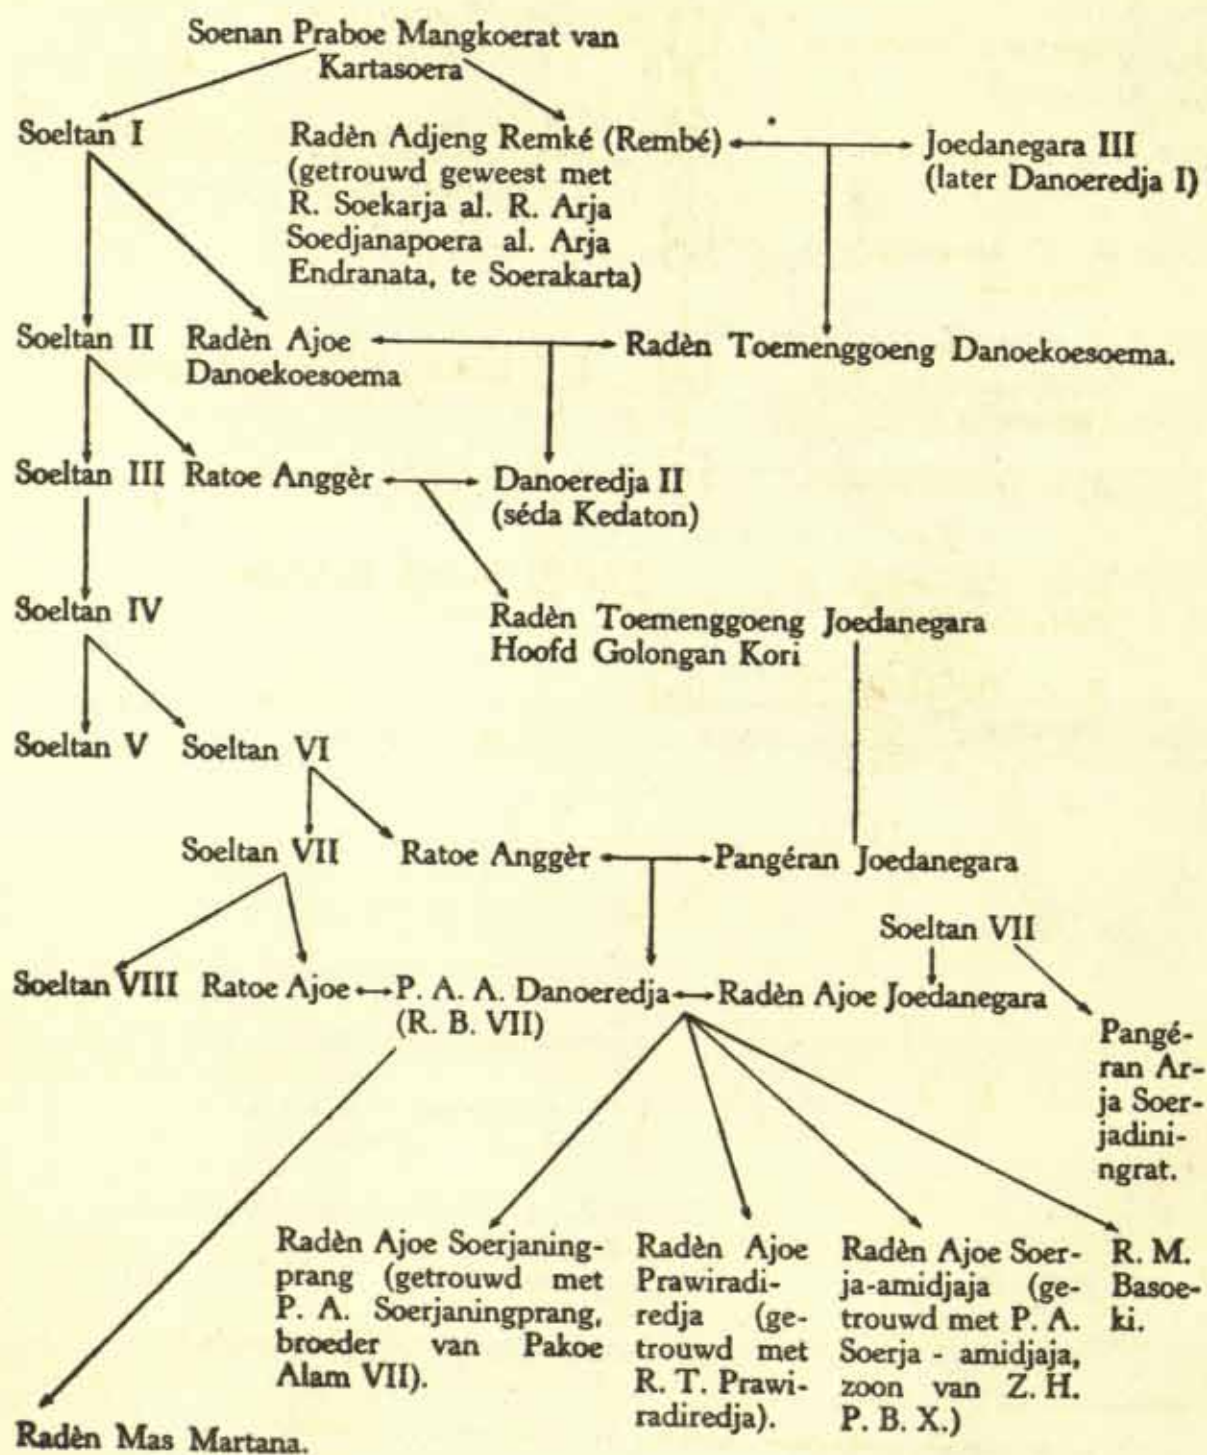 Soenan Praboe Mangkoerat van
Kartasoera
Soeltan I
Radèn Adjeng Remké (Rembé)
(getrouwd geweest met
R. Soekarja al. R. Arja
Soedjanapoera al. Arja
Endranata, te Soerakarta)
Joedanegara III
(later Danoeredja I)
Soeltan II
Radèn Ajoe
Danoekoesoema
Radèn Toemenggoeng Danoekoesoema.
Soeltan III
Ratoe Anggèr
Danoeredja II
(séda Kedaton)
Soeltan IV
Radèn Toemenggoeng Joedanegara
Hoofd Golongan Kori
Soeltan V
Soeltan VI
Soeltan VII
Ratoe Anggèr
Pangéran Joedanegara
Soeltan VII
Soeltan VIII
Ratoe Ajoe
P. A. A. Danoeredja
(R. B. VII)
Radèn Ajoe Joedanegara
Pangé-
ran Ar-
ja Soer-
jadini-
ngrat.
Radèn Ajoe Soerjaning-
prang (getrouwd met
P. A. Soerjaningprang,
broeder van Pakoe
Alam VII).
Radèn Ajoe
Prawiradi-
redja (ge-
trouwd met
R. T. Prawi-
radiredja).
Radèn Ajoe Soer-
ja-amidjaja (ge-
trouwd met P. A.
Soerja - amidjaja,
zoon van Z. H.
P. B. X.)
R. M.
Basoe-
ki.
Radèn Mas Martana.